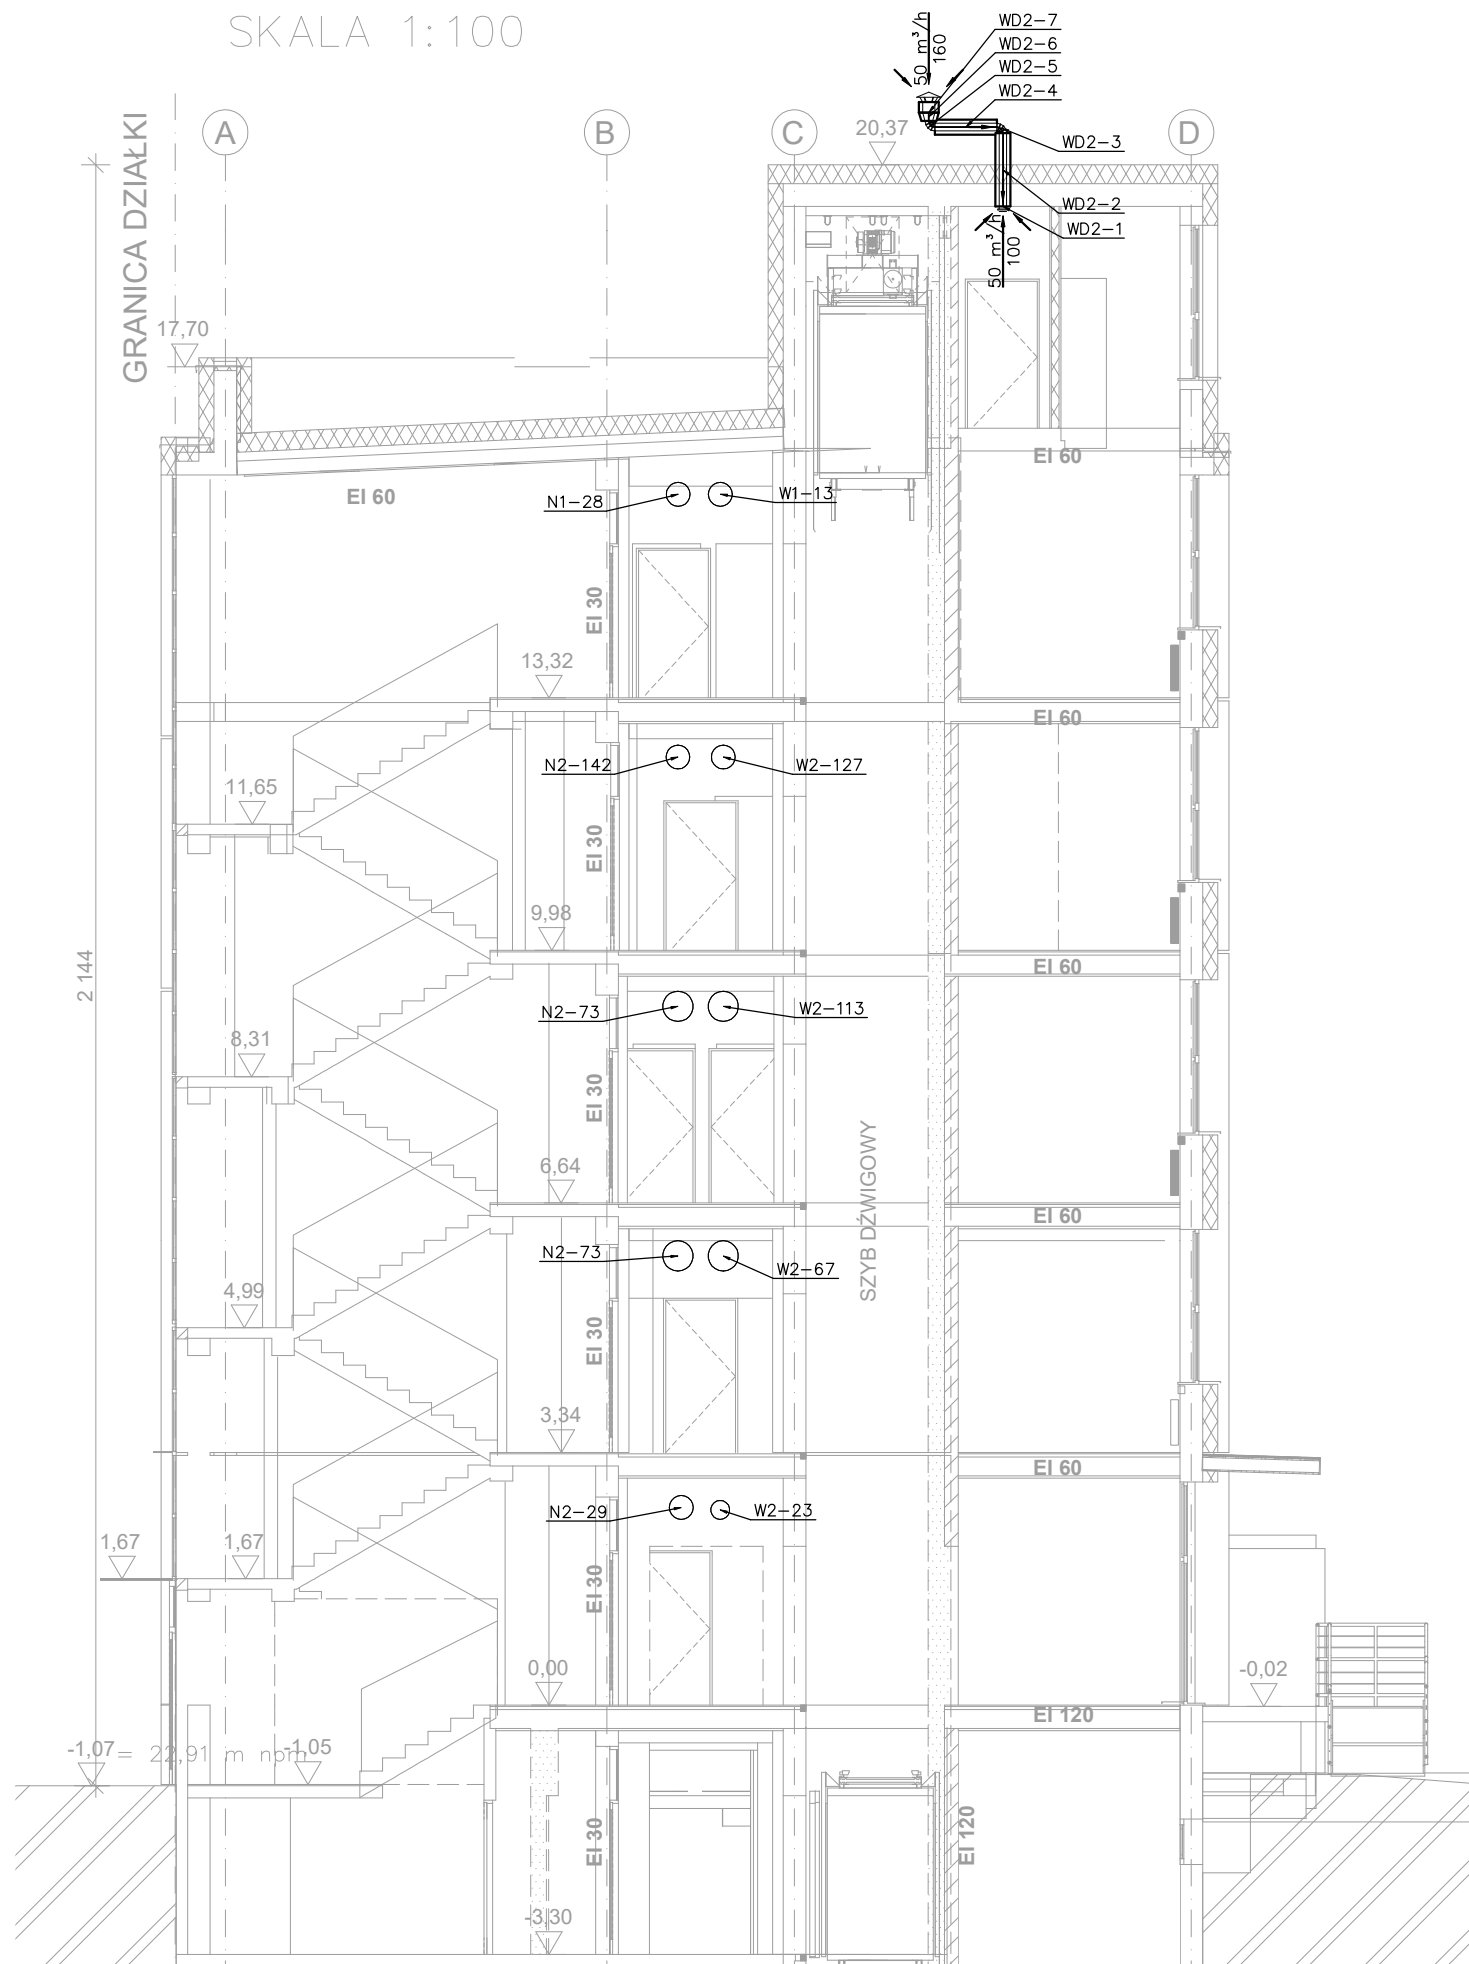 SKALA 1:100
50 m³/h
160
WD2-7
WD2-6
WD2-5
WD2-4
WD2-3
WD2-2
WD2-1
50 m³/h
100
GRANICA DZIAŁKI
A
B
C
D
20,37
17,70
EI 60
EI 60
N1-28
W1-13
EI 30
13,32
EI 60
N2-142
W2-127
11,65
EI 30
9,98
EI 60
2 144
N2-73
W2-113
8,31
EI 30
6,64
EI 60
SZYB DŹWIGOWY
N2-73
W2-67
4,99
EI 30
3,34
EI 60
N2-29
W2-23
1,67
1,67
EI 30
0,00
-0,02
EI 120
-1,07
= 22,91 m npm
-1,05
EI 30
EI 120
-3,30